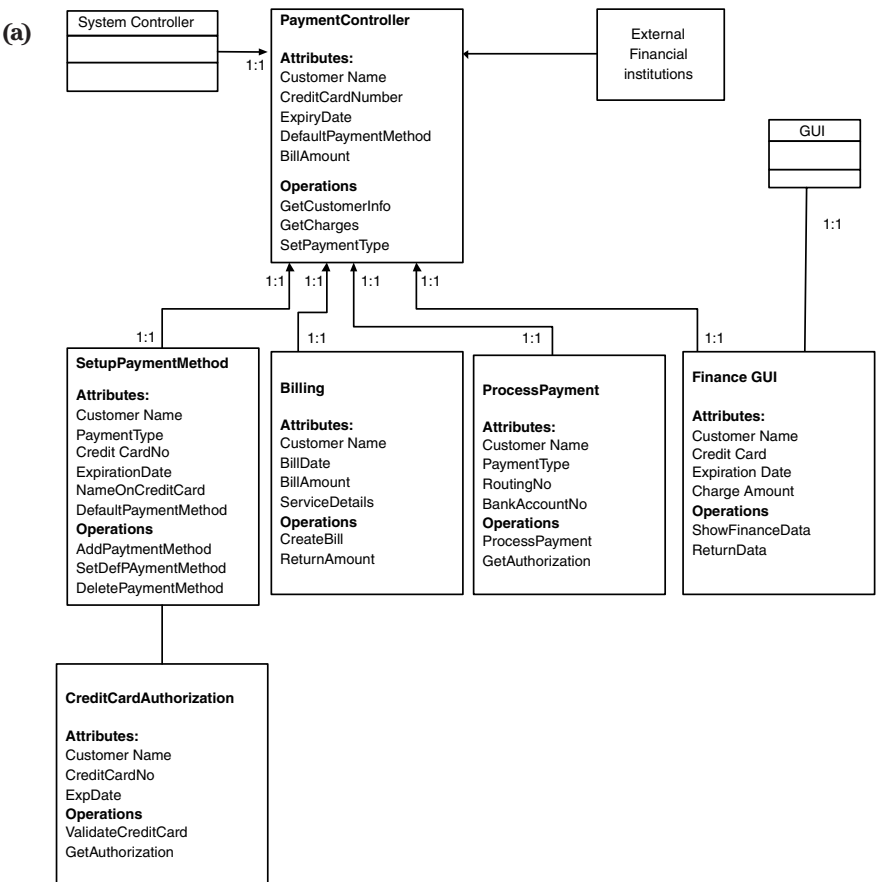 (a)
System Controller
1:1
PaymentController
Attributes:
Customer Name
CreditCardNumber
ExpiryDate
DefaultPaymentMethod
BillAmount
Operations
GetCustomerInfo
GetCharges
SetPaymentType
External
Financial
institutions
GUI
1:1
1:1
1:1
1:1
1:1
1:1
1:1
1:1
1:1
SetupPaymentMethod
Attributes:
Customer Name
PaymentType
Credit CardNo
ExpirationDate
NameOnCreditCard
DefaultPaymentMethod
Operations
AddPaytmentMethod
SetDefPAymentMethod
DeletePaymentMethod
Billing
Attributes:
Customer Name
BillDate
BillAmount
ServiceDetails
Operations
CreateBill
ReturnAmount
ProcessPayment
Attributes:
Customer Name
PaymentType
RoutingNo
BankAccountNo
Operations
ProcessPayment
GetAuthorization
Finance GUI
Attributes:
Customer Name
Credit Card
Expiration Date
Charge Amount
Operations
ShowFinanceData
ReturnData
CreditCardAuthorization
Attributes:
Customer Name
CreditCardNo
ExpDate
Operations
ValidateCreditCard
GetAuthorization